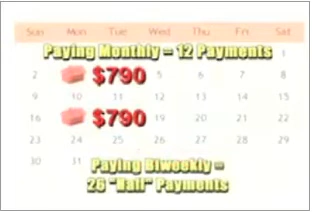 Sun Mon Tue Wed Thu Fri Sat
Paying Monthly = 12 Payments
1
2 $790 5 6 7 8
9 10 11 12 13 14 15
16 $790 19 20 21 22
23 24 25 26 27 28 29
30 31
Paying Biweekly =
26 "Half" Payments